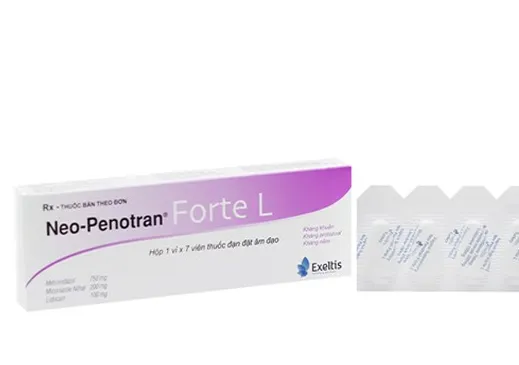 Rx - THUỐC BÁN THEO ĐƠN
Neo-Penotran® Forte L
Hộp 1 vỉ x 7 viên thuốc đạn đặt âm đạo
Kháng khuẩn
Kháng protozoal
Kháng nấm
Metronidazol 750 mg
Miconazole Nitrat 200 mg
Lidocain 100 mg
Exeltis